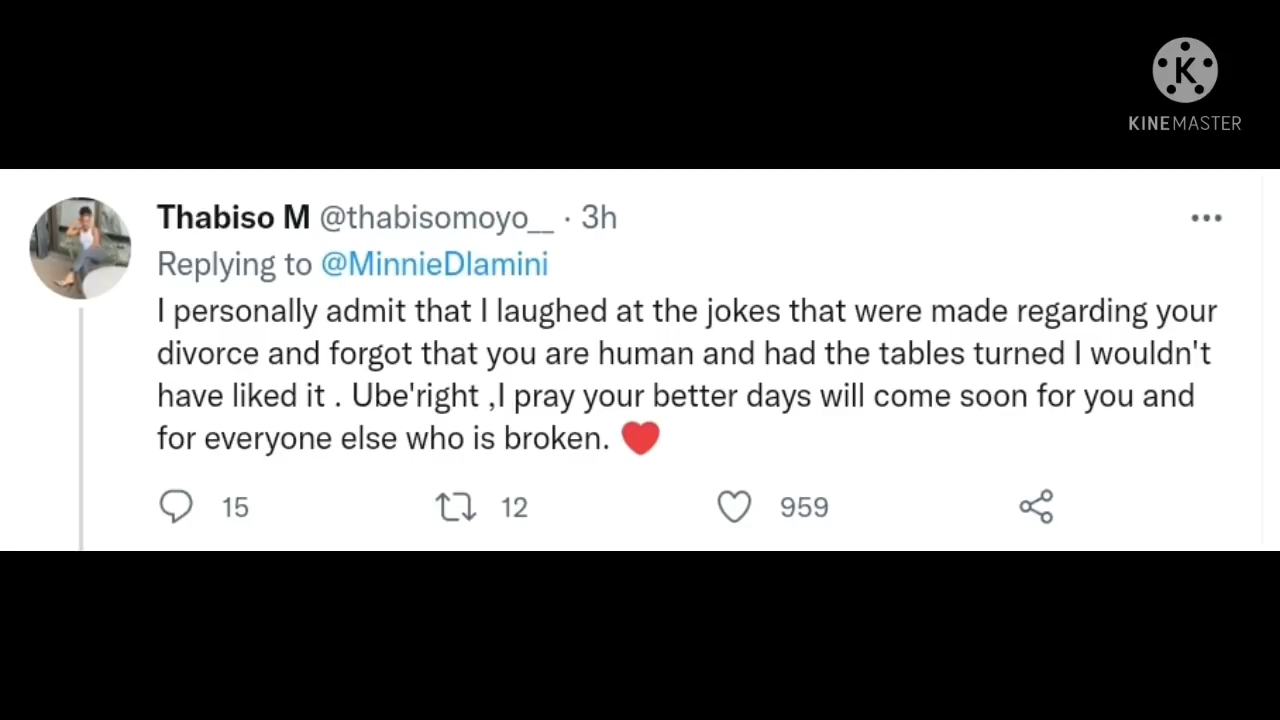 K
KINEMASTER
Thabiso M @thabisomoyo__ · 3h
Replying to @MinnieDlamini
I personally admit that I laughed at the jokes that were made regarding your
divorce and forgot that you are human and had the tables turned I wouldn't
have liked it . Ube'right ,I pray your better days will come soon for you and
for everyone else who is broken. ❤️
15 12 959